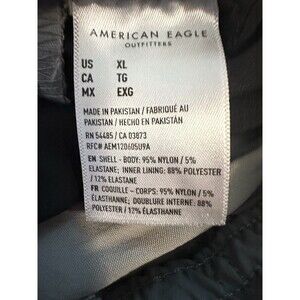 AMERICAN EAGLE
OUTFITTERS
US XL
CA TG
MX EXG
MADE IN PAKISTAN / FABRIQUÉ AU
PAKISTAN / HECHO EN PAKISTÁN
RN 54485 / CA 03873
RFC# AEM120605U9A
EN SHELL - BODY: 95% NYLON / 5%
ELASTANE; INNER LINING: 88% POLYESTER
/ 12% ELASTANE
FR COQUILLE - CORPS: 95% NYLON / 5%
ÉLASTHANNE; DOUBLURE INTERNE: 88%
POLYESTER / 12% ÉLASTHANNE